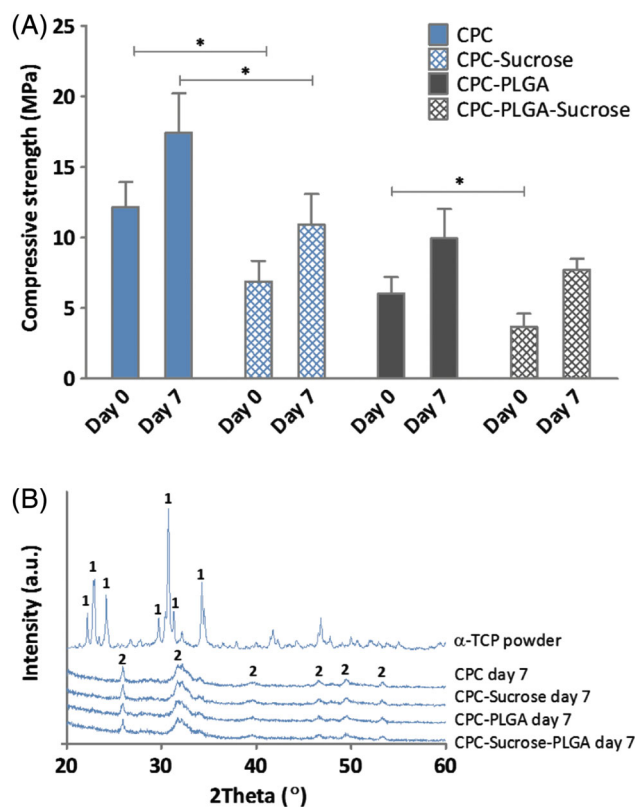 (A)
25
20
15
10
5
0
Compressive strength (MPa)
*
*
*
CPC
CPC-Sucrose
CPC-PLGA
CPC-PLGA-Sucrose
Day 0
Day 7
Day 0
Day 7
Day 0
Day 7
Day 0
Day 7
(B)
Intensity (a.u.)
1
1
1
1
1
1
1
α-TCP powder
2
2
2
2
2
2
CPC day 7
CPC-Sucrose day 7
CPC-PLGA day 7
CPC-Sucrose-PLGA day 7
20
30
40
50
60
2Theta (°)